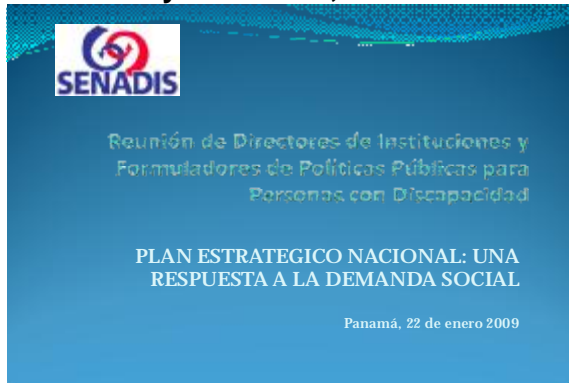 SENADIS
Reunión de Directores de Instituciones y
Formuladores de Políticas Públicas para
Personas con Discapacidad
PLAN ESTRATEGICO NACIONAL: UNA
RESPUESTA A LA DEMANDA SOCIAL
Panamá, 22 de enero 2009